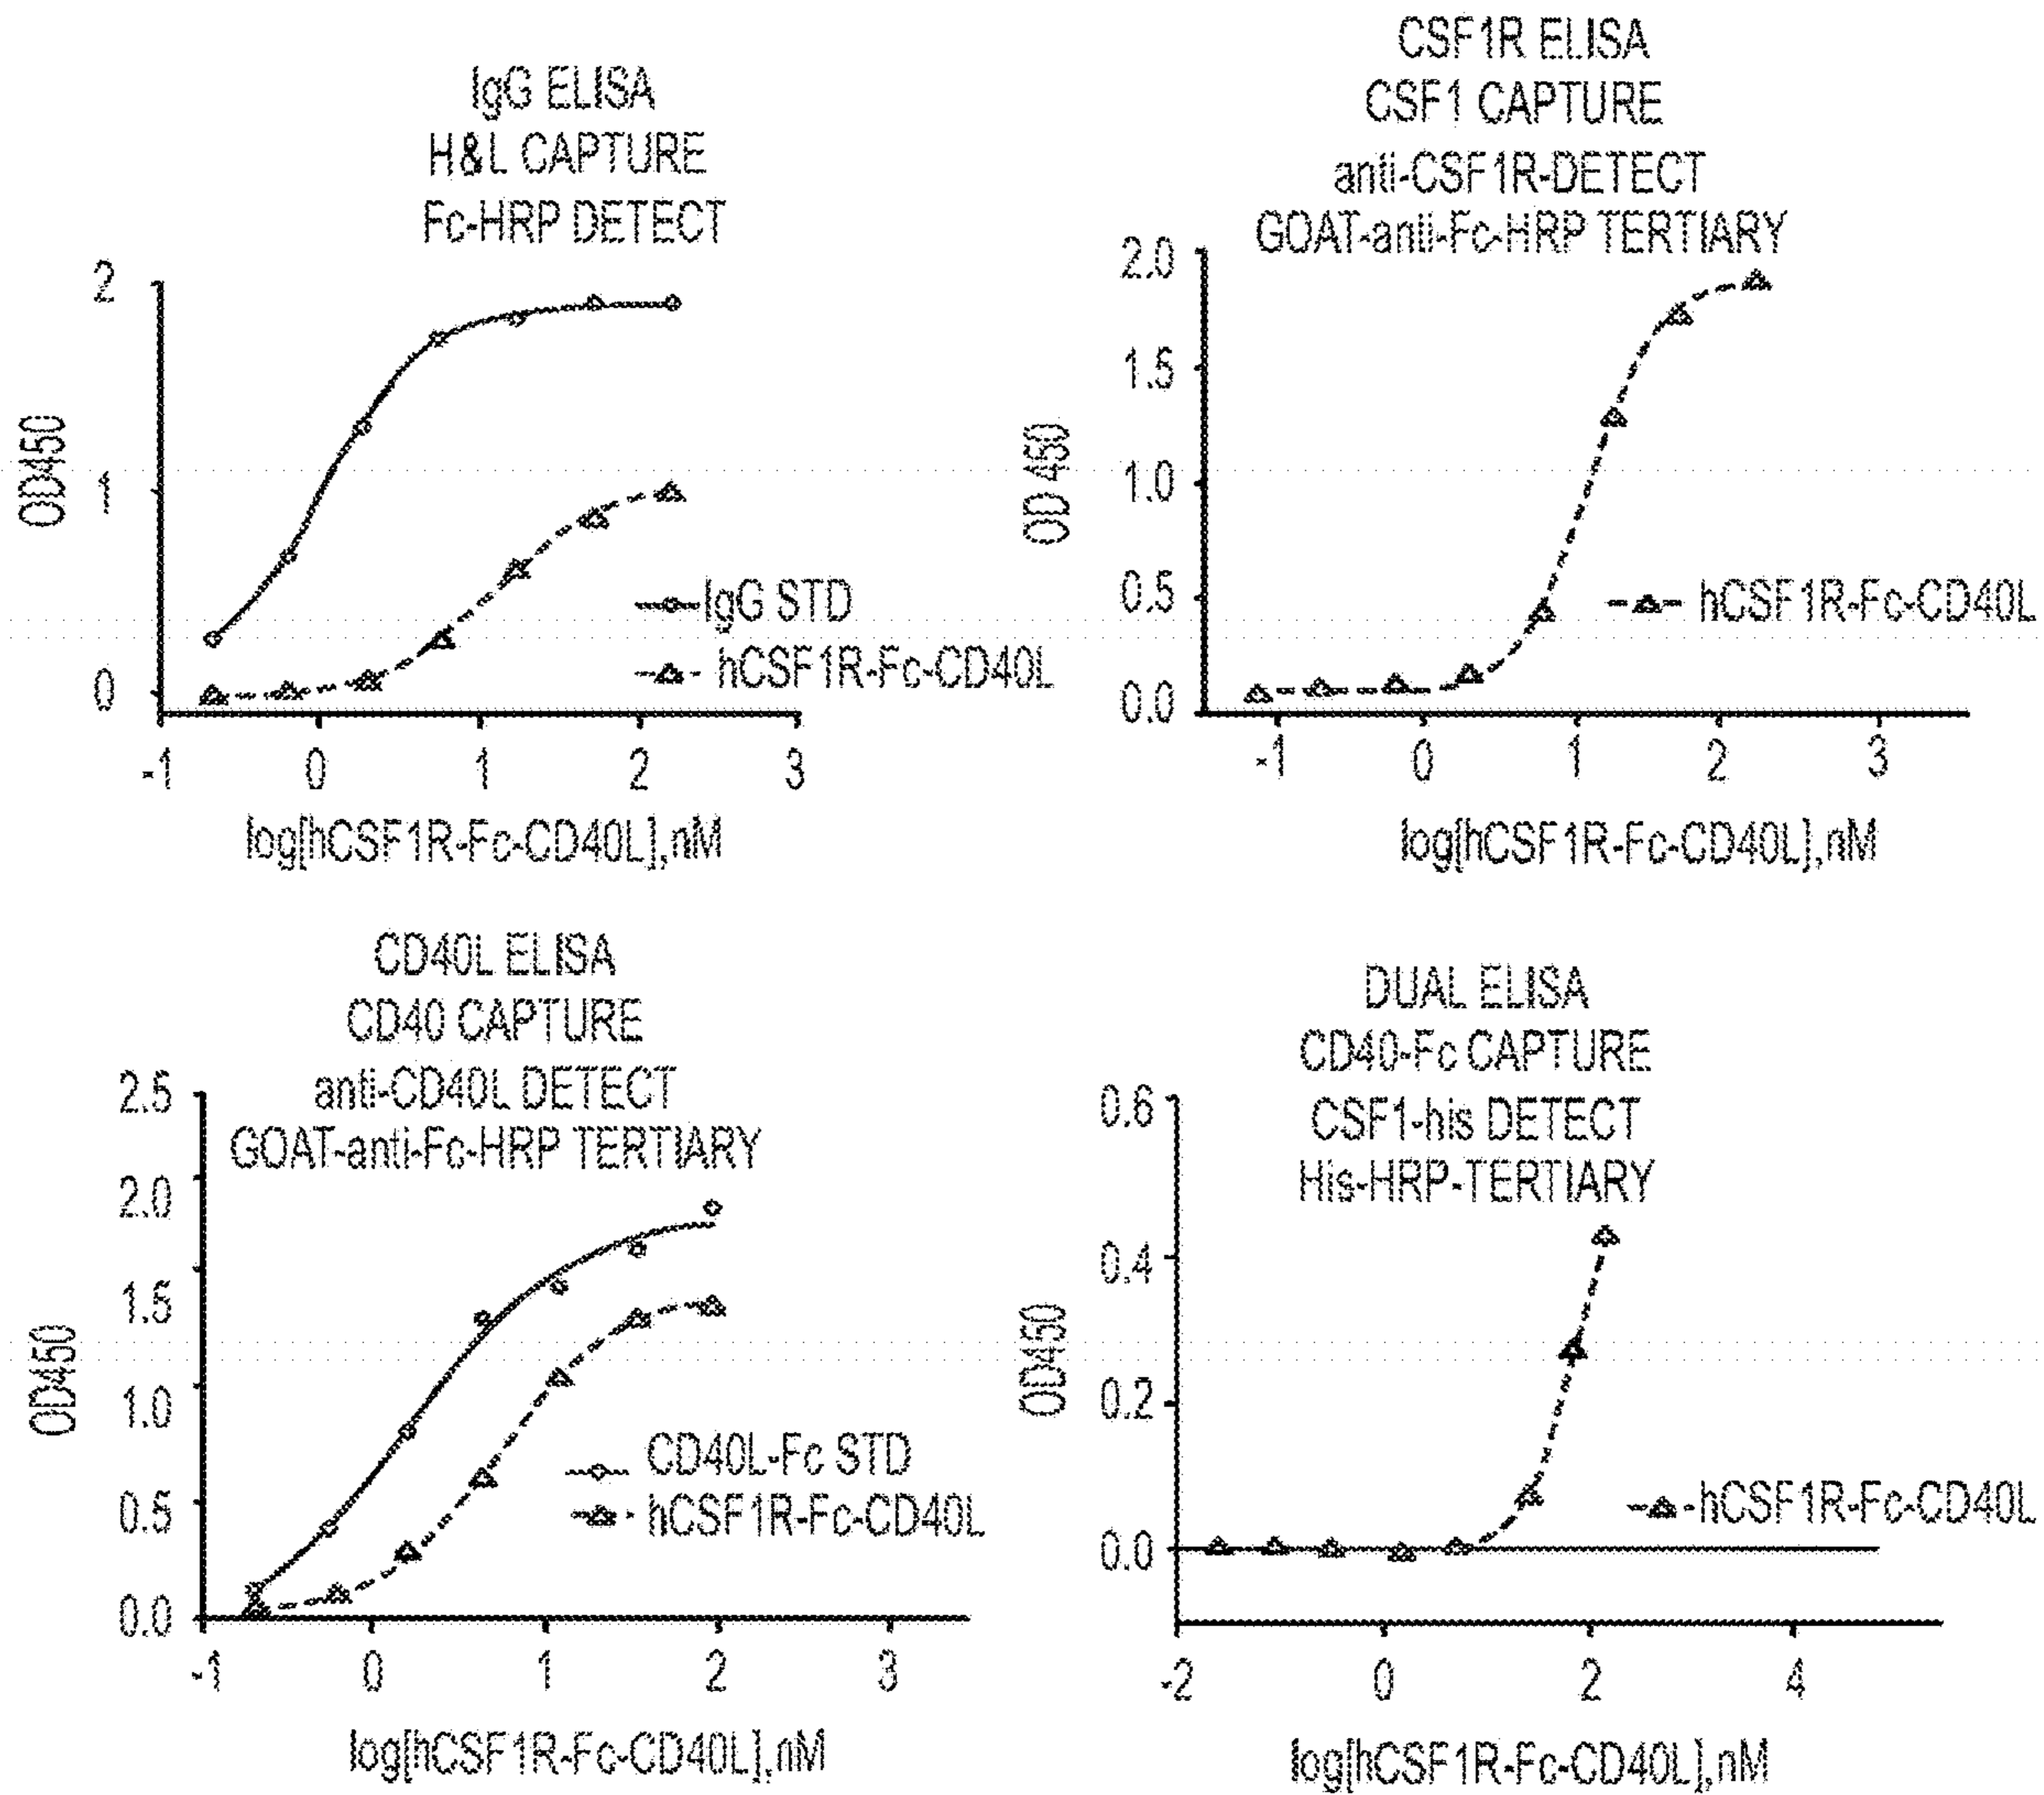 IgG ELISA
H&L CAPTURE
Fc-HRP DETECT
2
1
0
OD450
-1 0 1 2 3
log[hCSF1R-Fc-CD40L],nM
IgG STD
hCSF1R-Fc-CD40L
CSF1R ELISA
CSF1 CAPTURE
anti-CSF1R-DETECT
GOAT-anti-Fc-HRP TERTIARY
2.0
1.5
1.0
0.5
0.0
OD 450
-1 0 1 2 3
log[hCSF1R-Fc-CD40L],nM
hCSF1R-Fc-CD40L
CD40L ELISA
CD40 CAPTURE
anti-CD40L DETECT
GOAT-anti-Fc-HRP TERTIARY
2.5
2.0
1.5
1.0
0.5
0.0
OD450
-1 0 1 2 3
log[hCSF1R-Fc-CD40L],nM
CD40L-Fc STD
hCSF1R-Fc-CD40L
DUAL ELISA
CD40-Fc CAPTURE
CSF1-his DETECT
His-HRP-TERTIARY
0.6
0.4
0.2
0.0
OD450
-2 0 2 4
log[hCSF1R-Fc-CD40L],nM
hCSF1R-Fc-CD40L